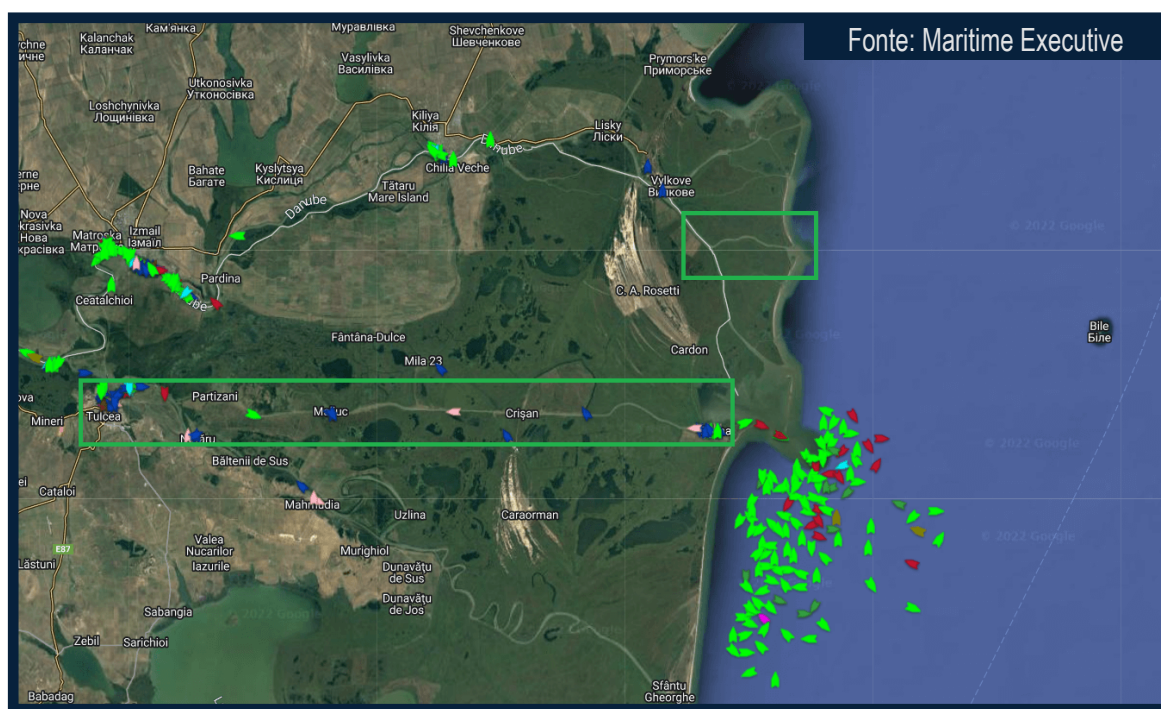 Fonte: Maritime Executive
Кам'янка
Муравлівка
Shevchenkove
Шевченкове
Kalanchak
Каланчак
Vasylivka
Василівка
Prymors'ke
Приморське
Utkonosivka
Утконосівка
Loshchynivka
Лощинівка
Kiliya
Кілія
Lisky
Ліски
Bahate
Багате
Kyslytsya
Кислиця
Chilia Veche
Tătaru
Mare Island
Danube
Vylkove
Nova
Нова
Izmail
Ізмаїл
Pardina
Ceatalchioi
C. A. Rosetti
© 2022 Google
Bile
Біле
Fântâna-Dulce
Mila 23
Cardon
Partizani
Mineri
Tulcea
Crișan
Băltenii de Sus
© 2022 Google
Cataloi
Mahmudia
Uzlina
Caraorman
Valea
Nucarilor
Iazurile
E87
Murighiol
© 2022 Google
Dunavățu
de Sus
Dunavățu
de Jos
Sabangia
Zebil
Sarichioi
Sfântu
Gheorghe
Babadag